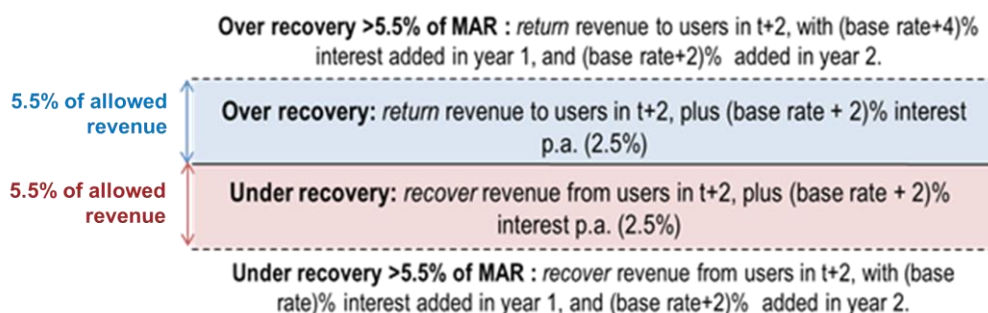 Over recovery >5.5% of MAR : return revenue to users in t+2, with (base rate+4)%
interest added in year 1, and (base rate+2)% added in year 2.
5.5% of allowed
revenue
Over recovery: return revenue to users in t+2, plus (base rate + 2)% interest
p.a. (2.5%)
5.5% of allowed
revenue
Under recovery: recover revenue from users in t+2, plus (base rate + 2)%
interest p.a. (2.5%)
Under recovery >5.5% of MAR : recover revenue from users in t+2, with (base
rate)% interest added in year 1, and (base rate+2)% added in year 2.